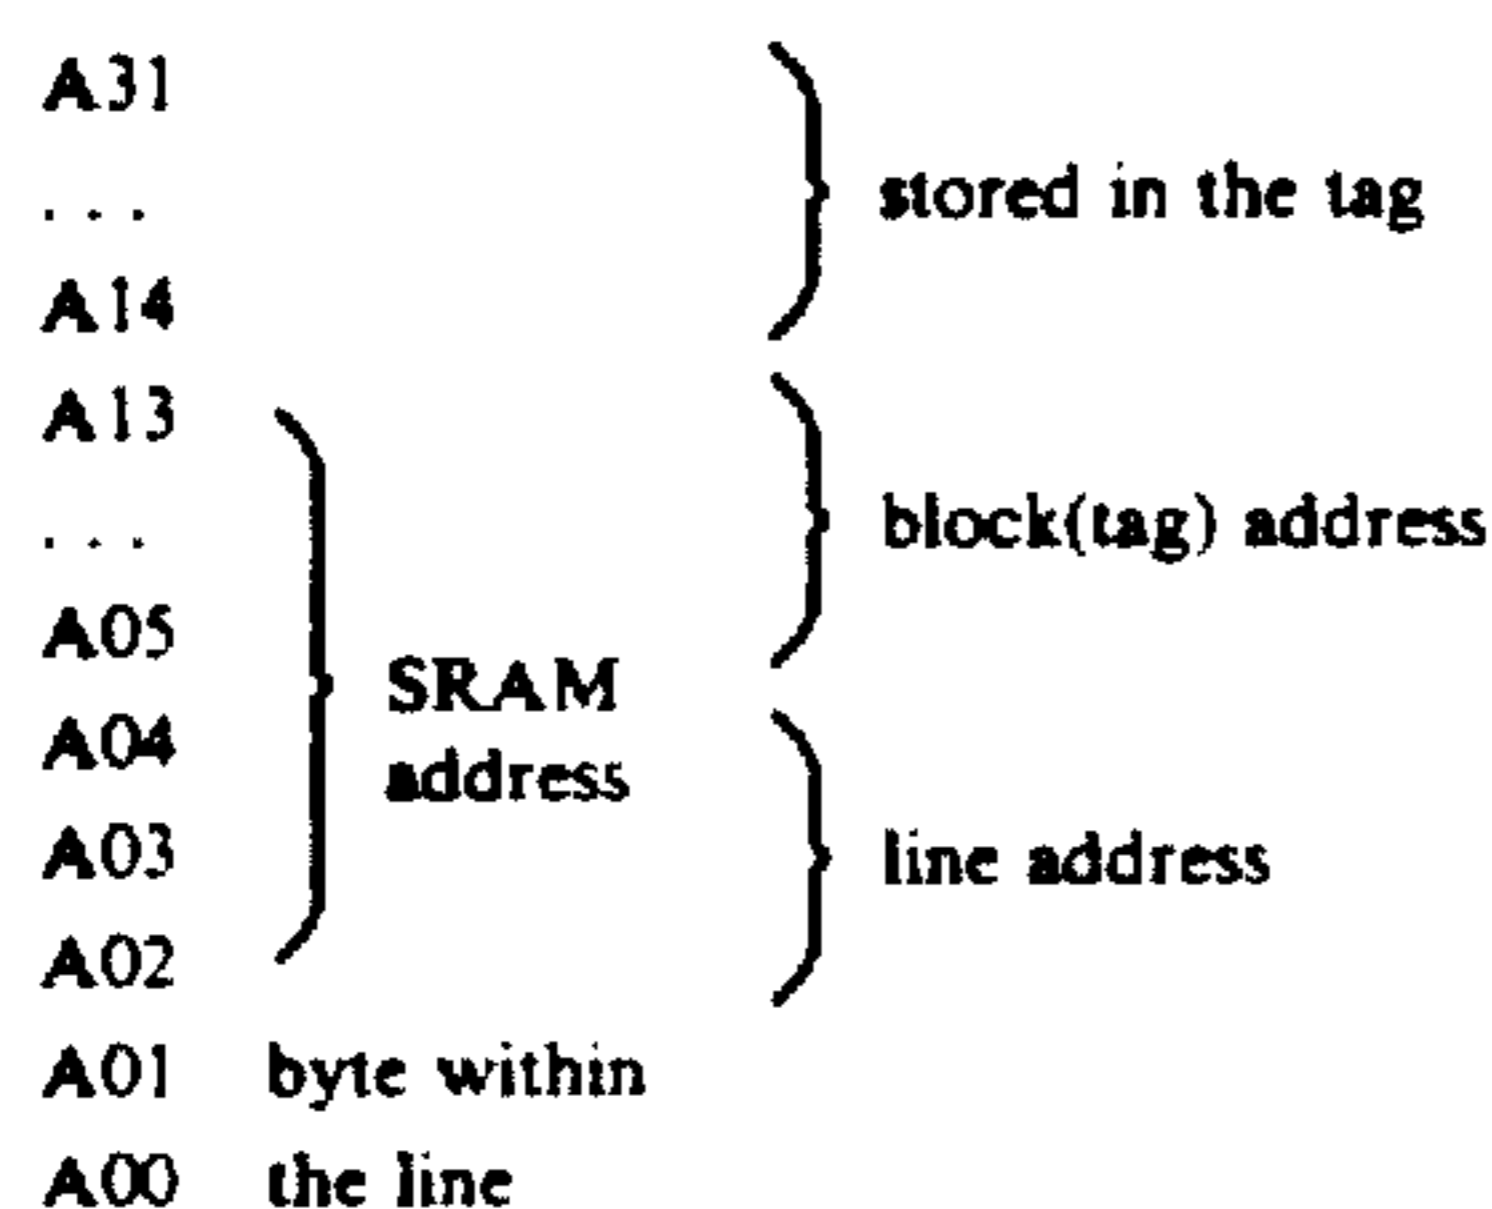 A31
stored in the tag
. . .
A14
A13
. . .
block(tag) address
A05
SRAM
address
A04
A03
line address
A02
A01 byte within
A00 the line